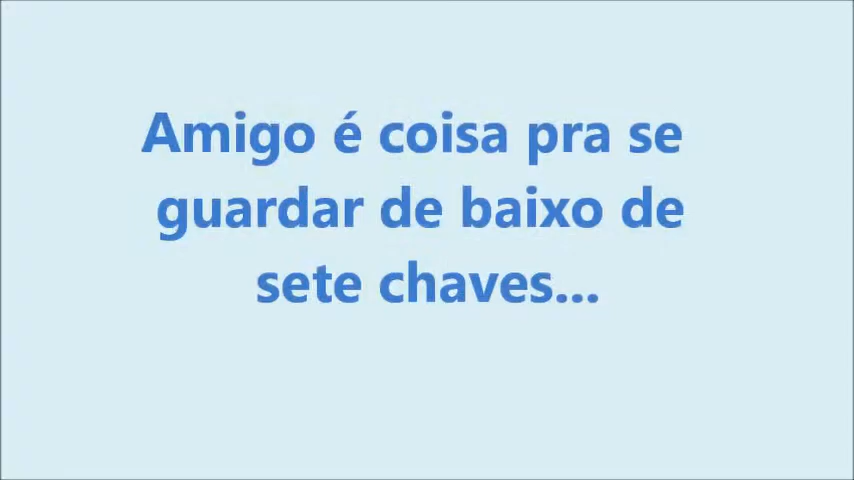 Amigo é coisa pra se
guardar de baixo de
sete chaves...